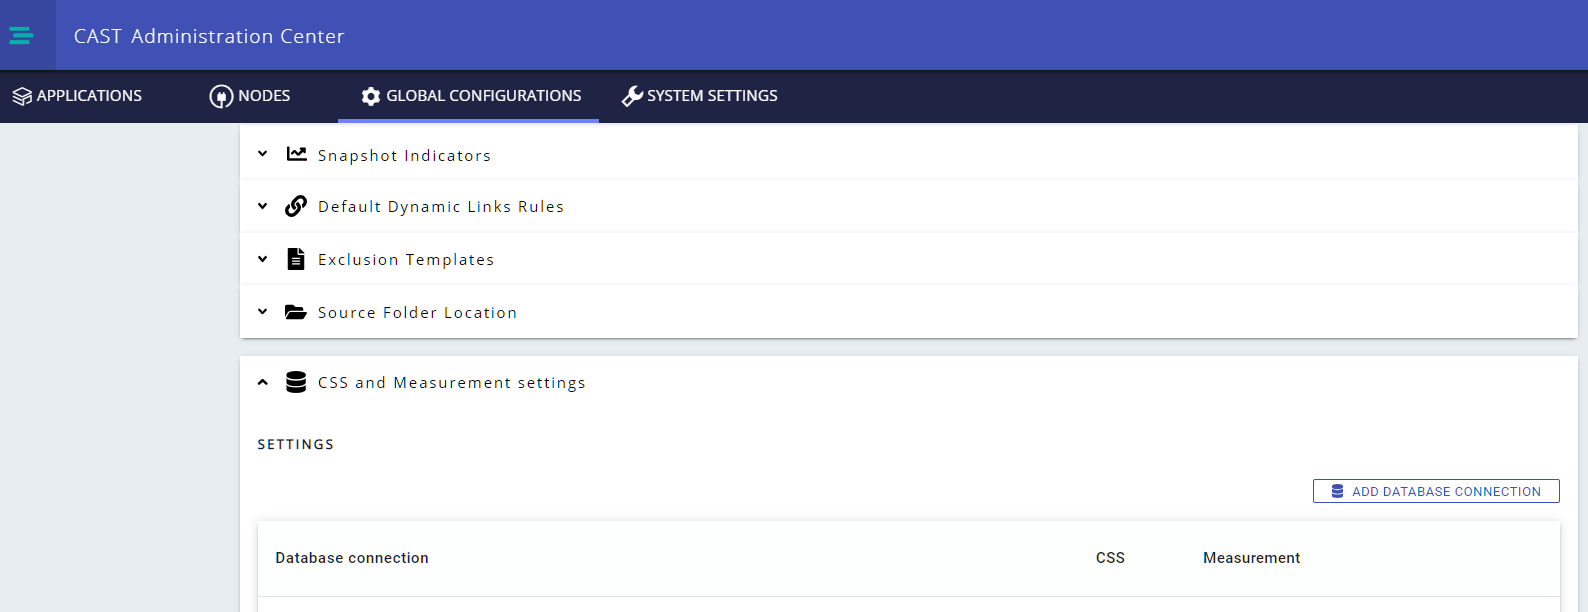 CAST Administration Center
APPLICATIONS NODES GLOBAL CONFIGURATIONS SYSTEM SETTINGS
Snapshot Indicators
Default Dynamic Links Rules
Exclusion Templates
Source Folder Location
CSS and Measurement settings
SETTINGS
ADD DATABASE CONNECTION
Database connection CSS Measurement